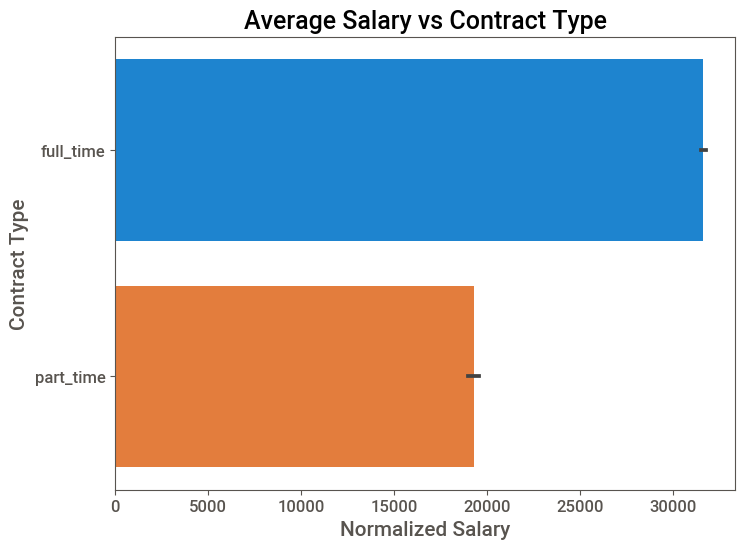 Average Salary vs Contract Type
Contract Type
full_time
part_time
0 5000 10000 15000 20000 25000 30000
Normalized Salary